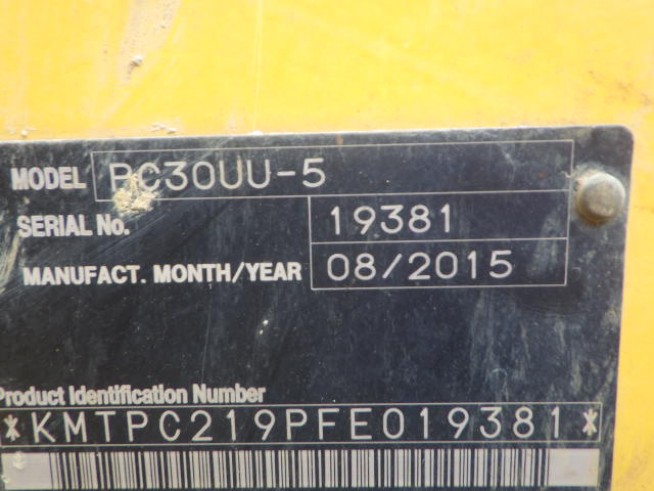 MODEL PC30UU-5
SERIAL No. 19381
MANUFACT. MONTH/YEAR 08/2015
Product Identification Number
*KMTPC219PFE019381*